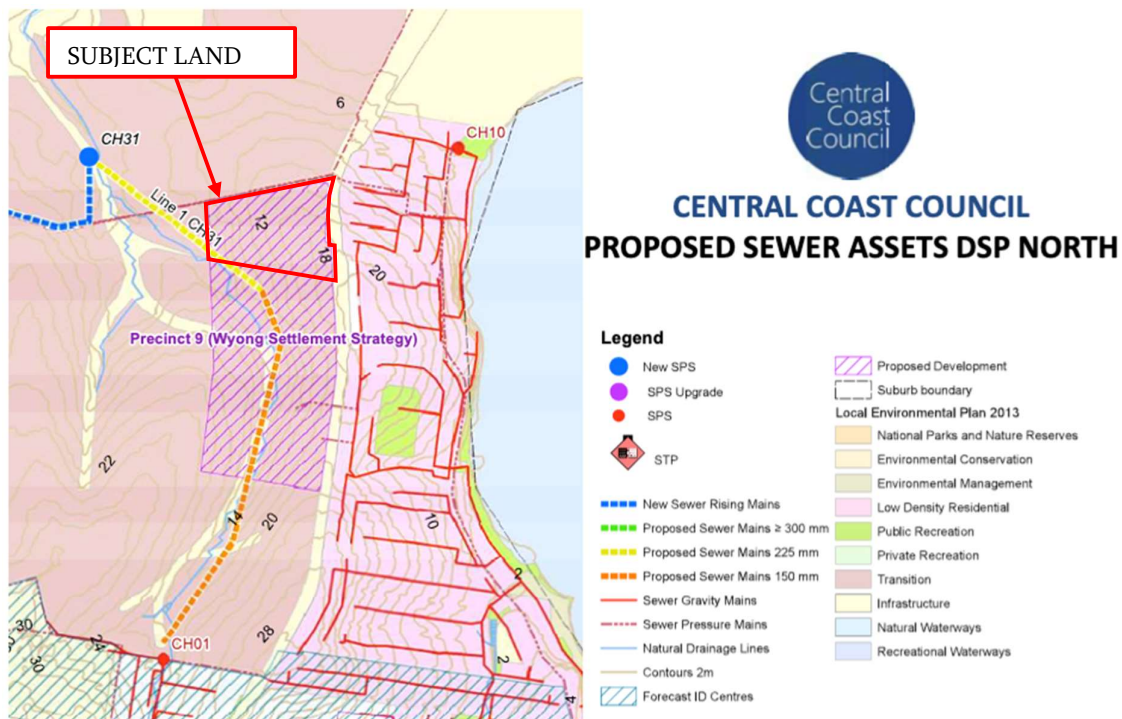 SUBJECT LAND
6
CH10
CH31
Line 1 CH31
12
18
20
Precinct 9 (Wyong Settlement Strategy)
22
14
20
10
2
28
CH01
30
24
30
2
4
Central
Coast
Council
CENTRAL COAST COUNCIL
PROPOSED SEWER ASSETS DSP NORTH
Legend
New SPS
SPS Upgrade
SPS
STP
New Sewer Rising Mains
Proposed Sewer Mains ≥ 300 mm
Proposed Sewer Mains 225 mm
Proposed Sewer Mains 150 mm
Sewer Gravity Mains
Sewer Pressure Mains
Natural Drainage Lines
Contours 2m
Forecast ID Centres
Proposed Development
Suburb boundary
Local Environmental Plan 2013
National Parks and Nature Reserves
Environmental Conservation
Environmental Management
Low Density Residential
Public Recreation
Private Recreation
Transition
Infrastructure
Natural Waterways
Recreational Waterways